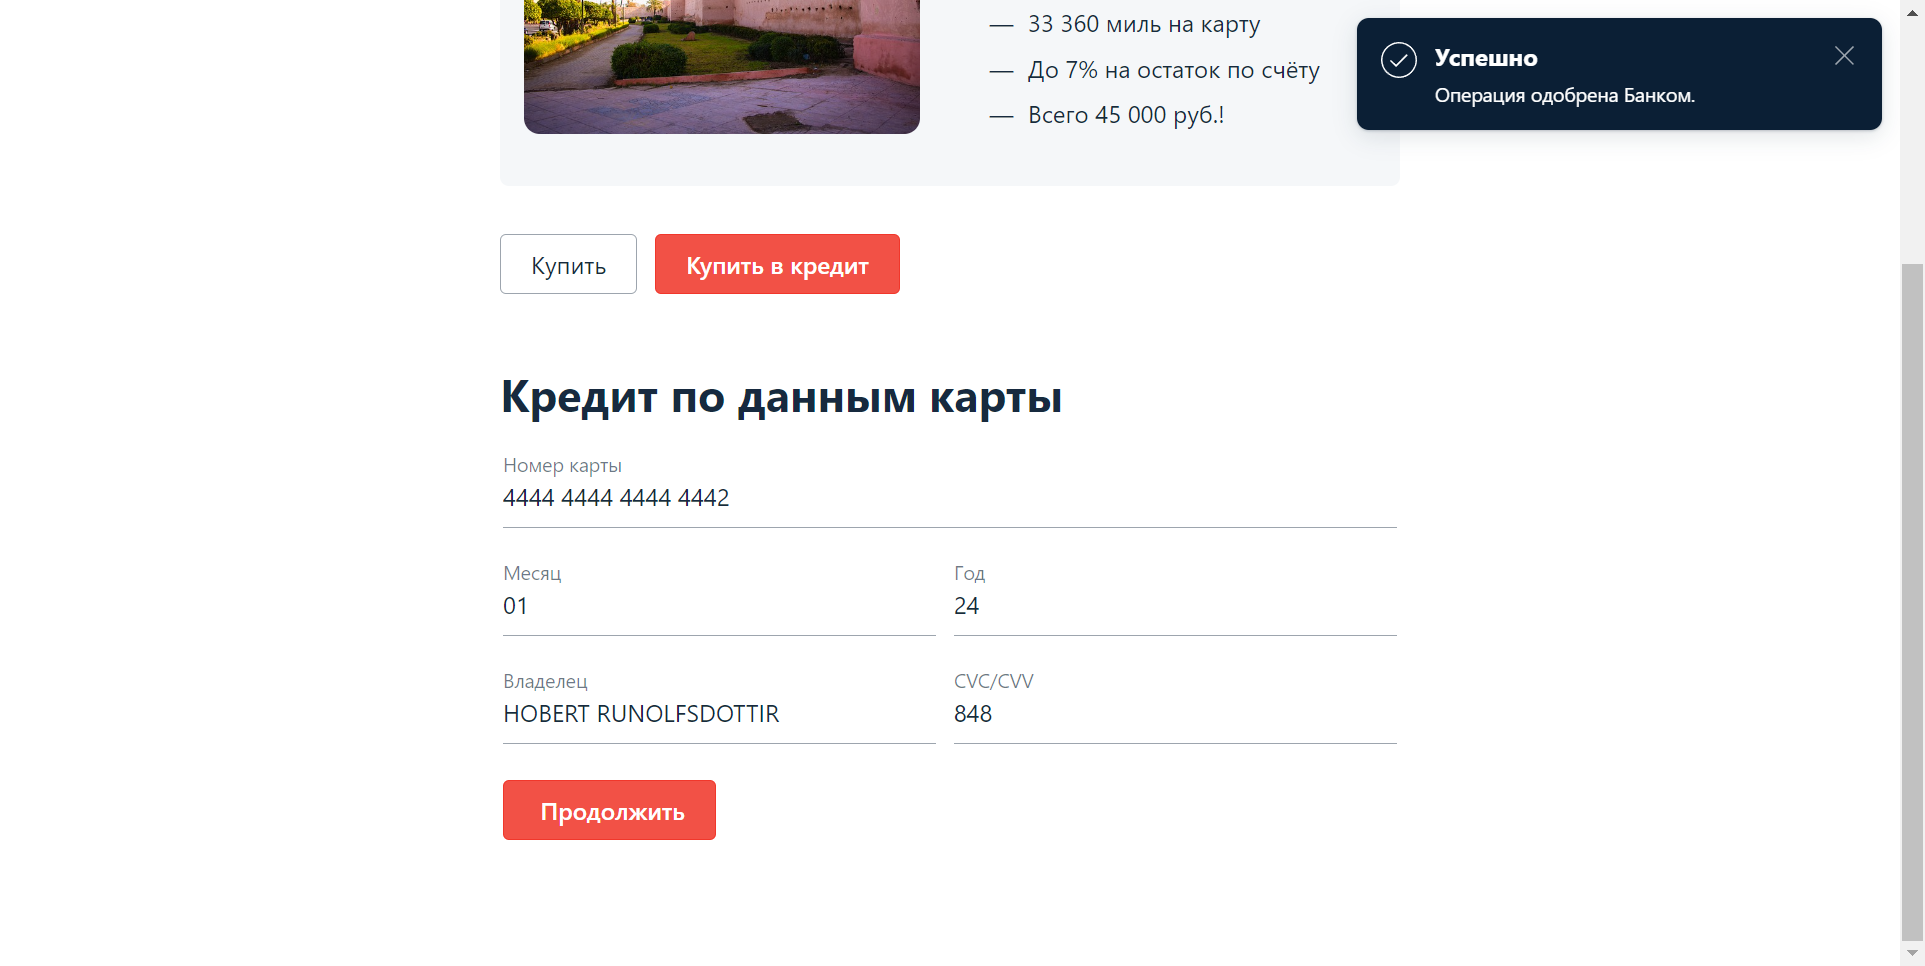 — 33 360 миль на карту
— До 7% на остаток по счёту
— Всего 45 000 руб.!
Успешно
Операция одобрена Банком.
Купить
Купить в кредит
Кредит по данным карты
Номер карты
4444 4444 4444 4442
Месяц
Год
01
24
Владелец
CVC/CVV
HOBERT RUNOLFSDOTTIR
848
Продолжить